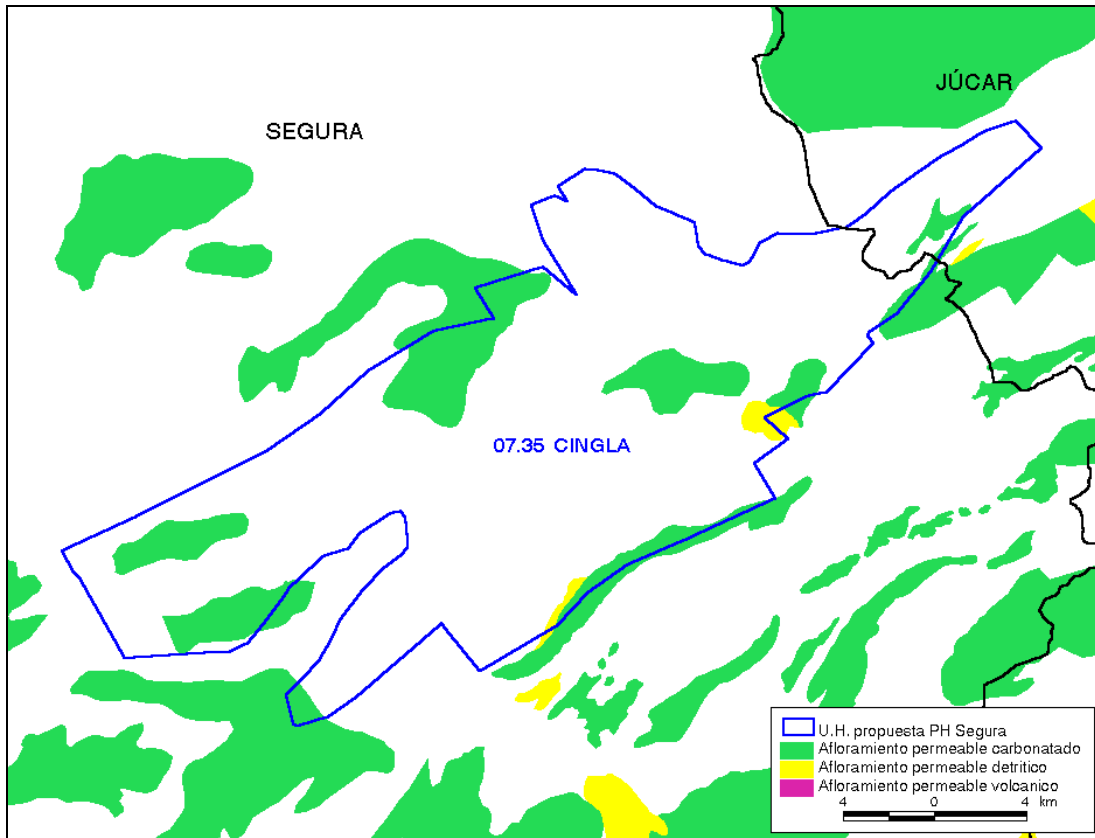 JÚCAR
SEGURA
07.35 CINGLA
U.H. propuesta PH Segura
Afloramiento permeable carbonatado
Afloramiento permeable detrítico
Afloramiento permeable volcanico
4 0 4 km